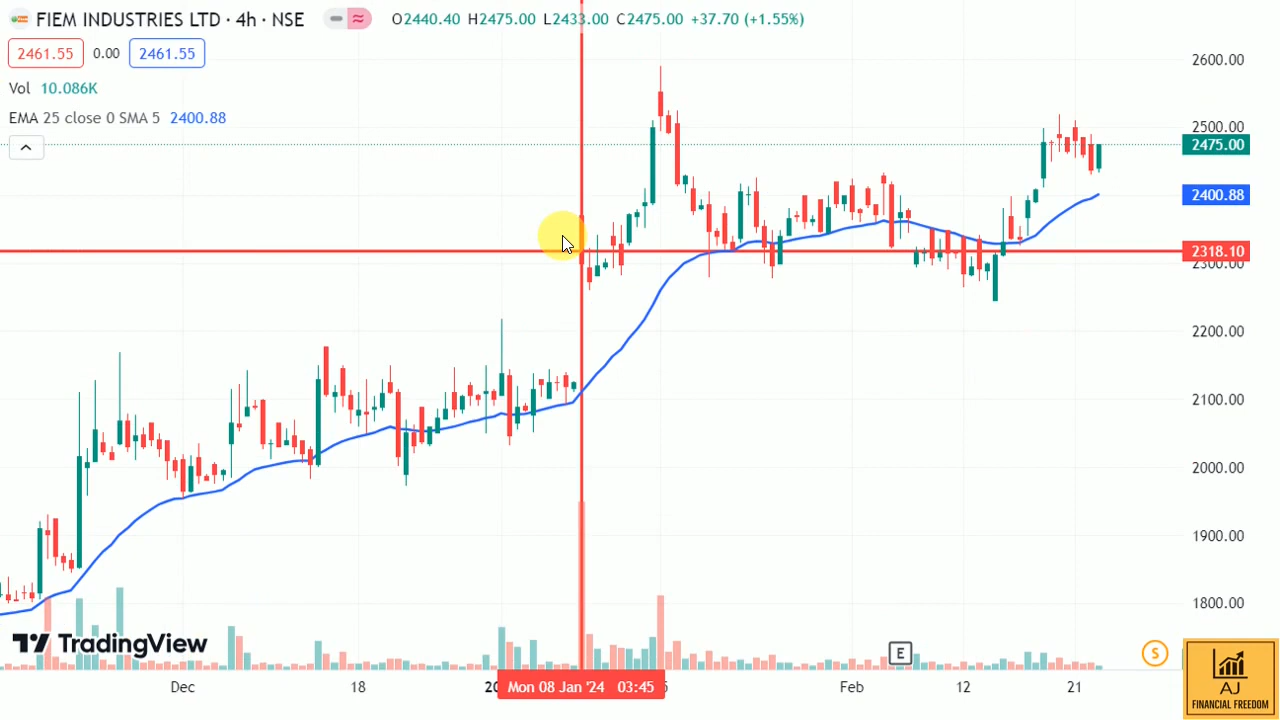 FIEM INDUSTRIES LTD · 4h · NSE O2440.40 H2475.00 L2433.00 C2475.00 +37.70 (+1.55%)
2461.55 0.00 2461.55
Vol 10.086K
EMA 25 close 0 SMA 5 2400.88
2600.00
2500.00
2475.00
2400.88
2318.10
2300.00
2200.00
2100.00
2000.00
1900.00
1800.00
TradingView
E
S
Dec 18 Mon 08 Jan '24 03:45 Feb 12 21
AJ
FINANCIAL FREEDOM